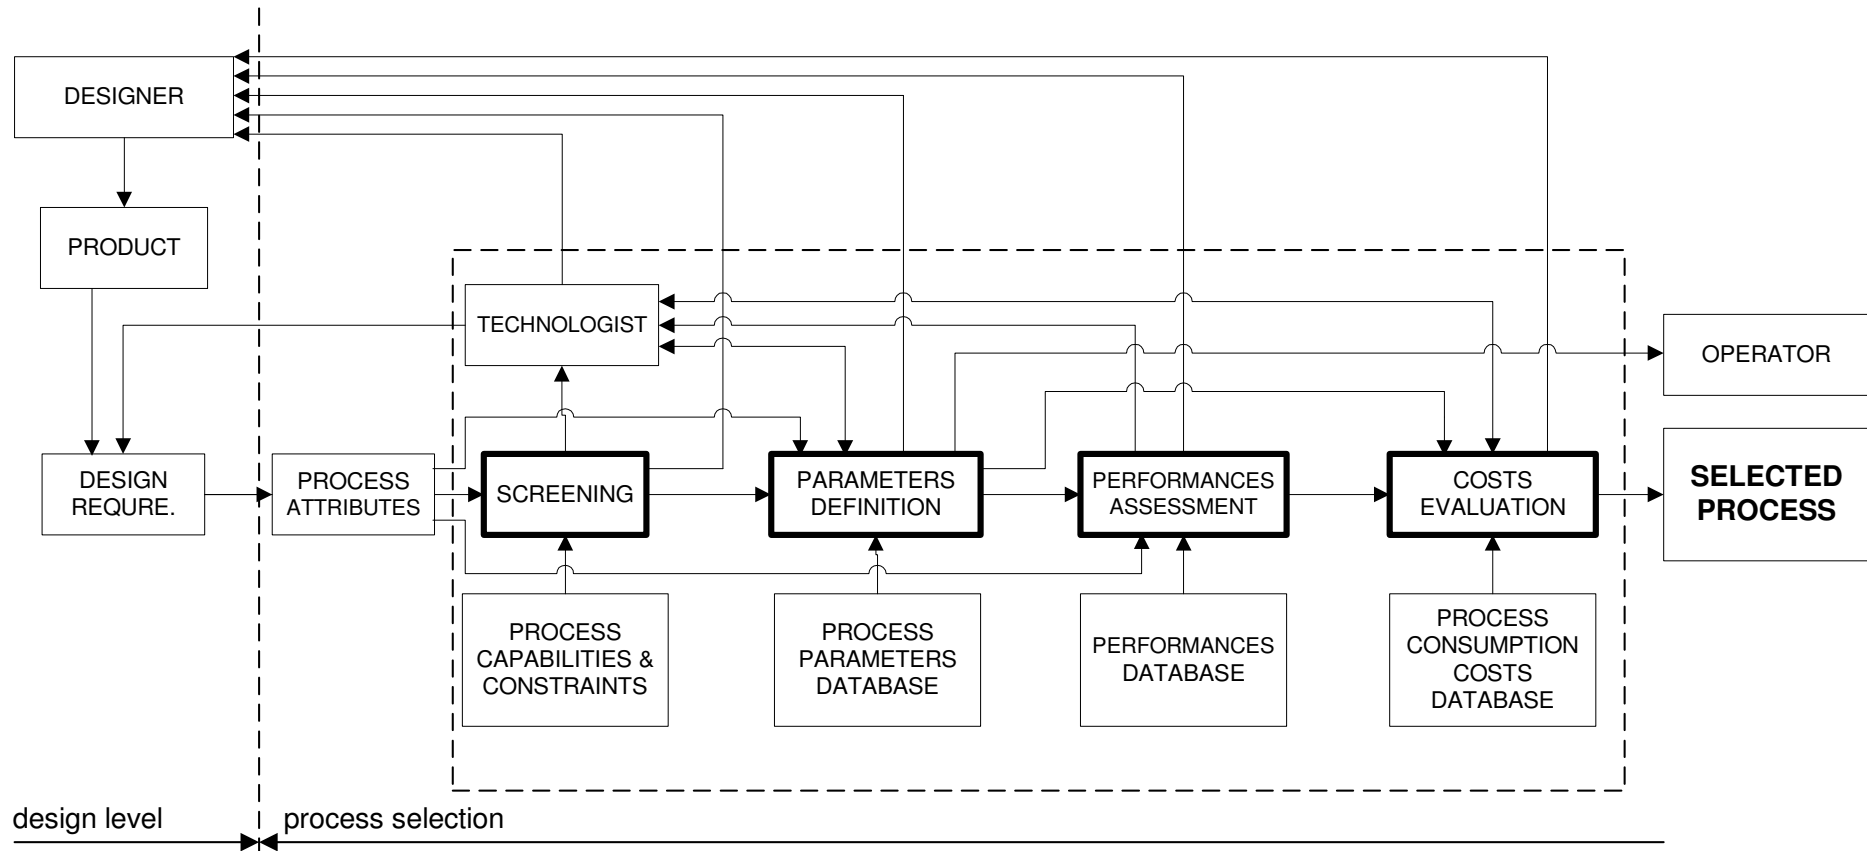 DESIGNER
PRODUCT
TECHNOLOGIST
OPERATOR
DESIGN
REQURE.
PROCESS
ATTRIBUTES
SCREENING
PARAMETERS
DEFINITION
PERFORMANCES
ASSESSMENT
COSTS
EVALUATION
SELECTED
PROCESS
PROCESS
CAPABILITIES &
CONSTRAINTS
PROCESS
PARAMETERS
DATABASE
PERFORMANCES
DATABASE
PROCESS
CONSUMPTION
COSTS
DATABASE
design level
process selection